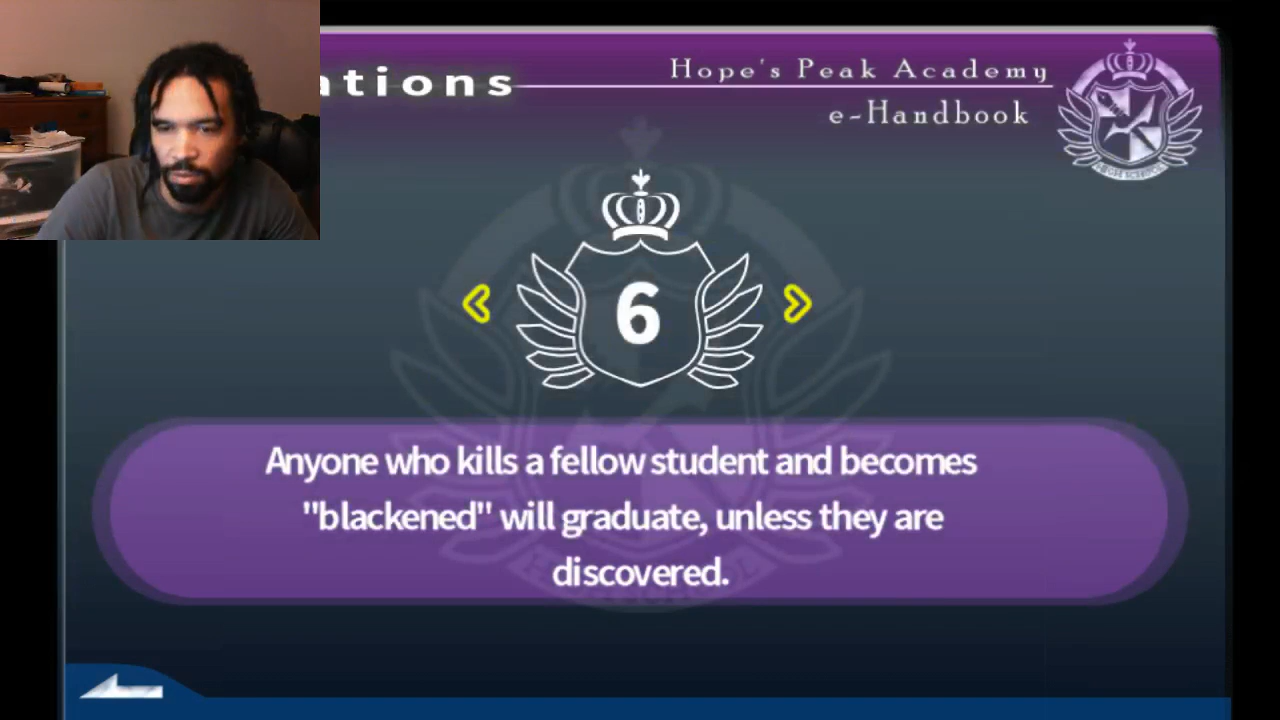 ations
Hope's Peak Academy
e-Handbook
6
Anyone who kills a fellow student and becomes
"blackened" will graduate, unless they are
discovered.